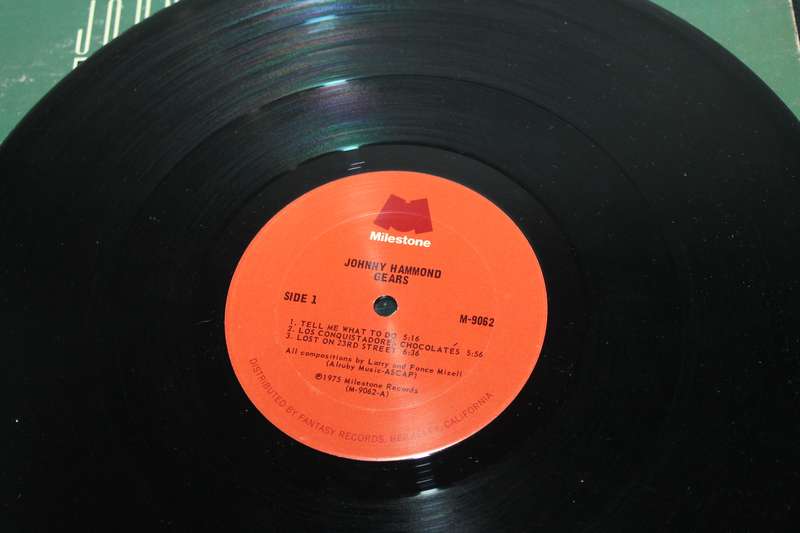 JO
Milestone
JOHNNY HAMMOND
GEARS
SIDE 1
M-9062
1. TELL ME WHAT TO DO 5:16
2. LOS CONQUISTADORES CHOCOLATÉS 5:56
3. LOST ON 23RD STREET 6:36
All compositions by Larry and Fonce Mizell
(Alruby Music-ASCAP)
℗1975 Milestone Records
(M-9062-A)
DISTRIBUTED BY FANTASY RECORDS, BERKELEY, CALIFORNIA